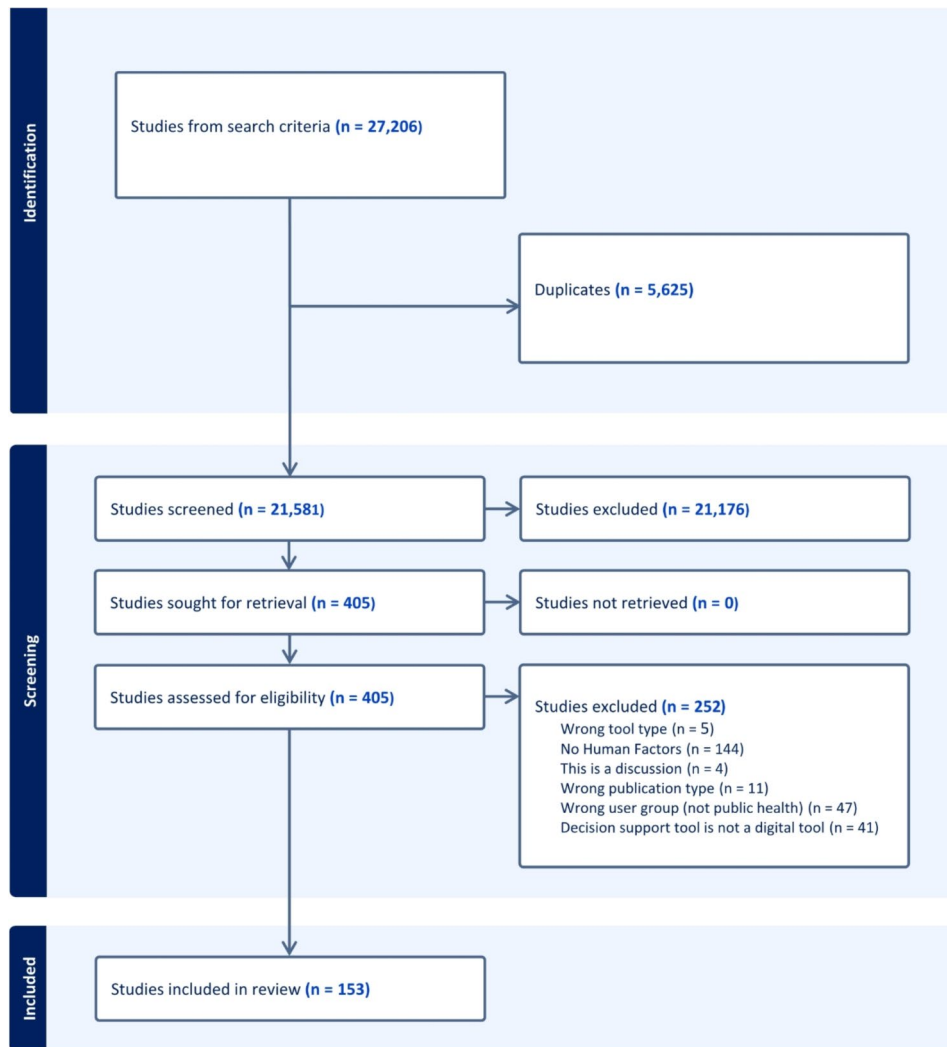 Identification
Studies from search criteria (n = 27,206)
Duplicates (n = 5,625)
Screening
Studies screened (n = 21,581)
Studies excluded (n = 21,176)
Studies sought for retrieval (n = 405)
Studies not retrieved (n = 0)
Studies assessed for eligibility (n = 405)
Studies excluded (n = 252)
Wrong tool type (n = 5)
No Human Factors (n = 144)
This is a discussion (n = 4)
Wrong publication type (n = 11)
Wrong user group (not public health) (n = 47)
Decision support tool is not a digital tool (n = 41)
Included
Studies included in review (n = 153)